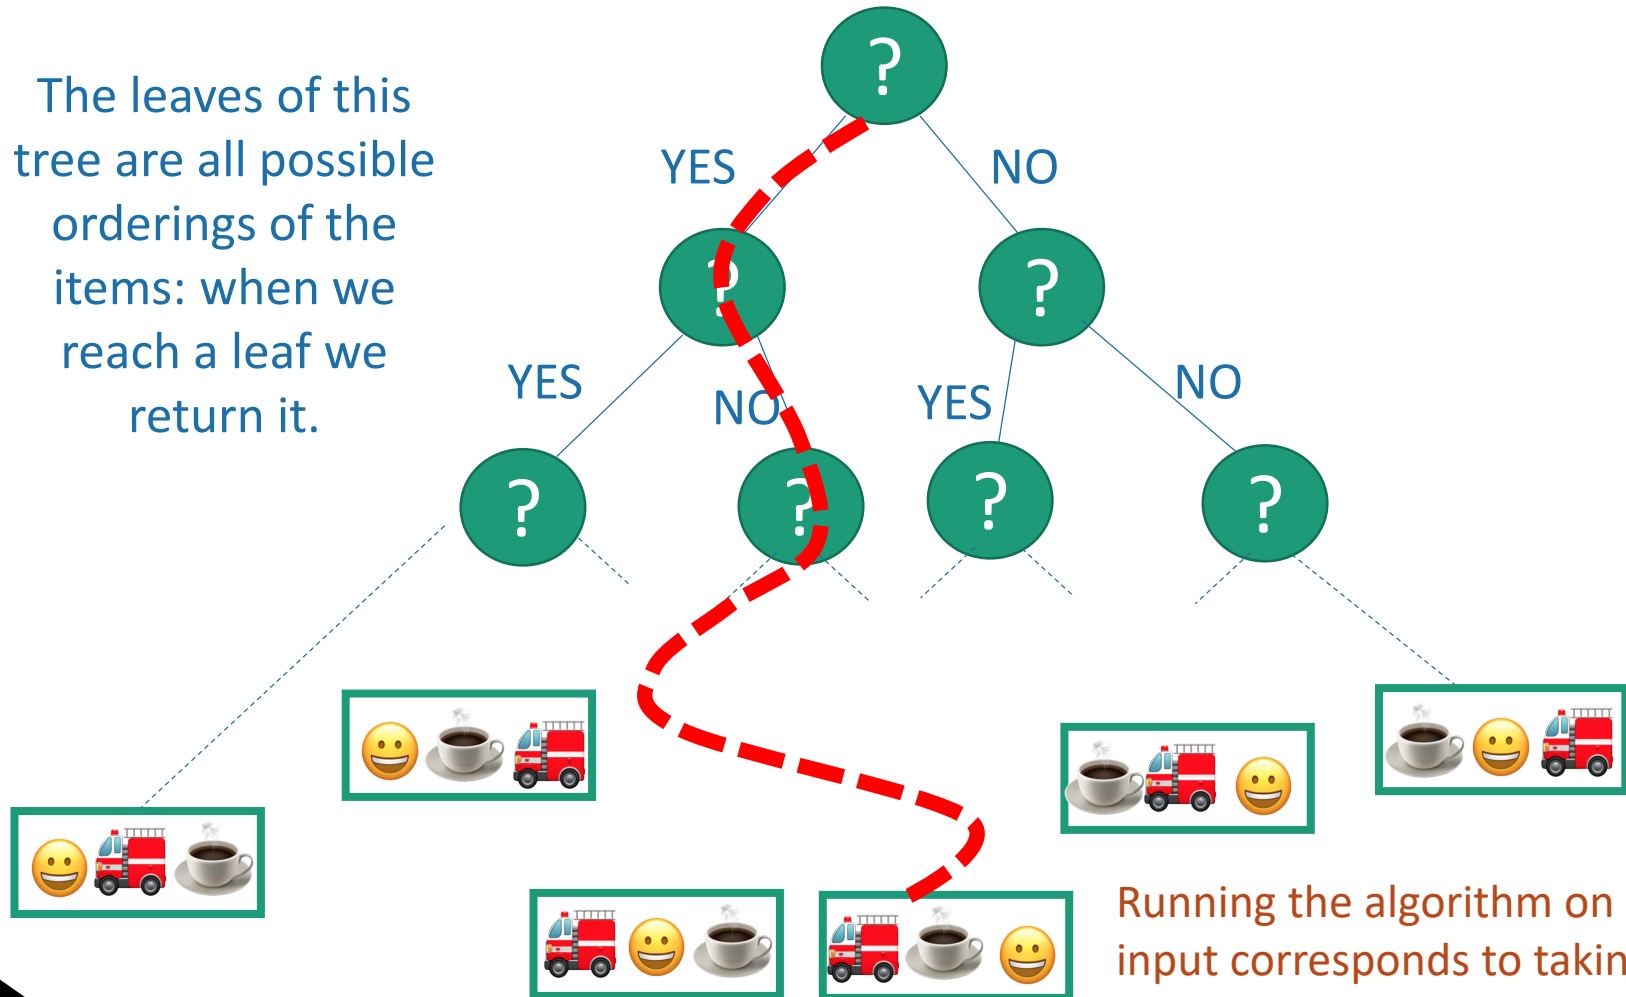 ?
The leaves of this
tree are all possible
orderings of the
items: when we
reach a leaf we
return it.
YES
NO
?
?
YES
NO
YES
NO
?
?
?
?
Running the algorithm on
input corresponds to takin